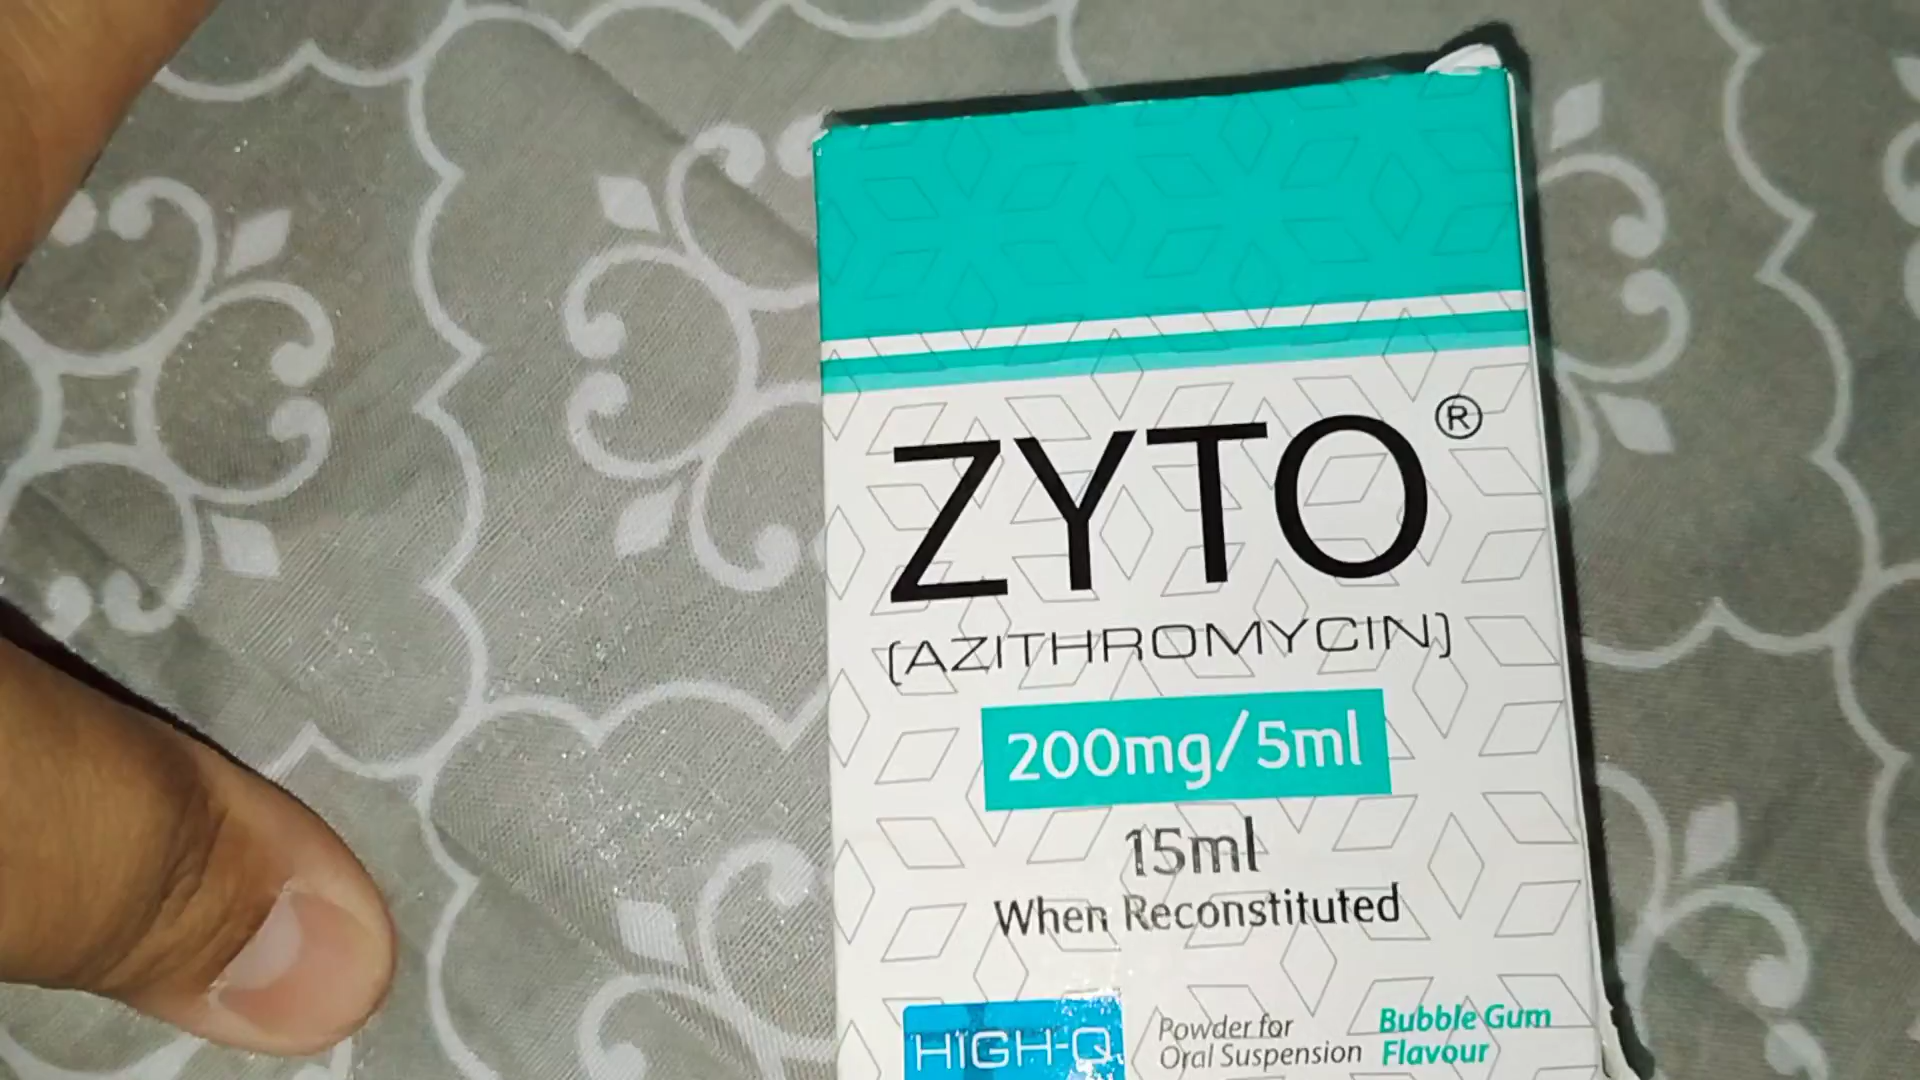 ZYTO®
(AZITHROMYCIN)
200mg/5ml
15ml
When Reconstituted
HIGH-Q
Powder for
Oral Suspension
Bubble Gum
Flavour